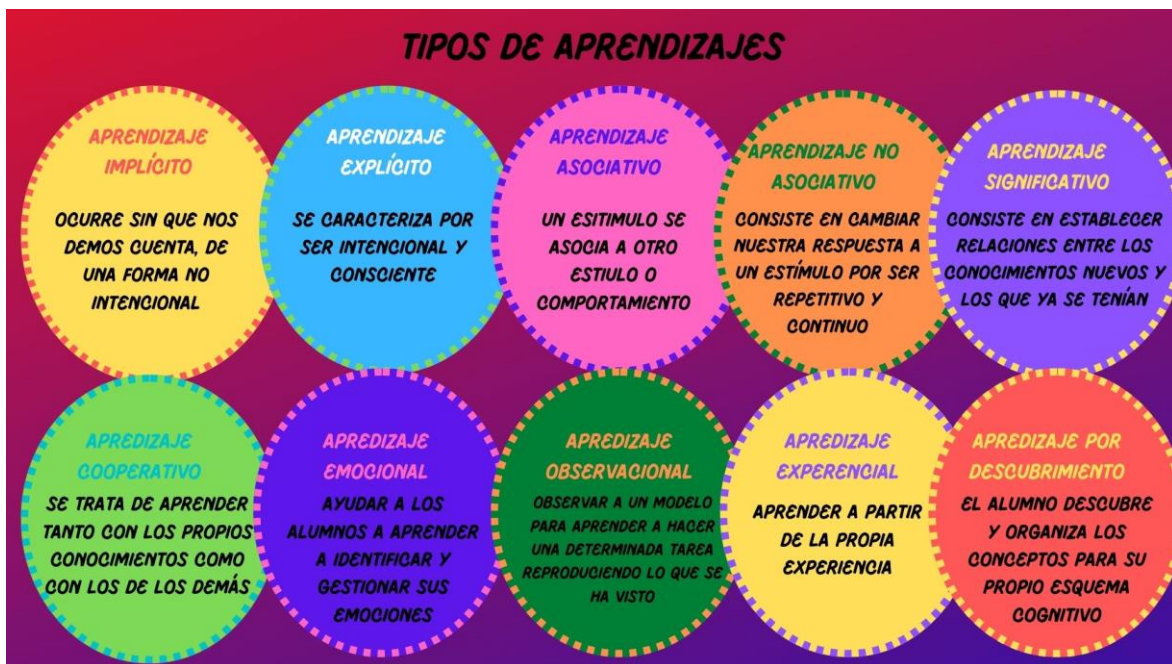 TIPOS DE APRENDIZAJES
APRENDIZAJE
IMPLÍCITO
OCURRE SIN QUE NOS
DEMOS CUENTA, DE
UNA FORMA NO
INTENCIONAL
APRENDIZAJE
EXPLÍCITO
SE CARACTERIZA POR
SER INTENCIONAL Y
CONSCIENTE
APRENDIZAJE
ASOCIATIVO
UN ESITIMULO SE
ASOCIA A OTRO
ESTIULO O
COMPORTAMIENTO
APRENDIZAJE NO
ASOCIATIVO
CONSISTE EN CAMBIAR
NUESTRA RESPUESTA A
UN ESTÍMULO POR SER
REPETITIVO Y
CONTINUO
APRENDIZAJE
SIGNIFICATIVO
CONSISTE EN ESTABLECER
RELACIONES ENTRE LOS
CONOCIMIENTOS NUEVOS Y
LOS QUE YA SE TENÍAN
APREDIZAJE
COOPERATIVO
SE TRATA DE APRENDER
TANTO CON LOS PROPIOS
CONOCIMIENTOS COMO
CON LOS DE LOS DEMÁS
APREDIZAJE
EMOCIONAL
AYUDAR A LOS
ALUMNOS A APRENDER
A IDENTIFICAR Y
GESTIONAR SUS
EMOCIONES
APREDIZAJE
OBSERVACIONAL
OBSERVAR A UN MODELO
PARA APRENDER A HACER
UNA DETERMINADA TAREA
REPRODUCIENDO LO QUE SE
HA VISTO
APREDIZAJE
EXPERENCIAL
APRENDER A PARTIR
DE LA PROPIA
EXPERIENCIA
APREDIZAJE POR
DESCUBRIMIENTO
EL ALUMNO DESCUBRE
Y ORGANIZA LOS
CONCEPTOS PARA SU
PROPIO ESQUEMA
COGNITIVO